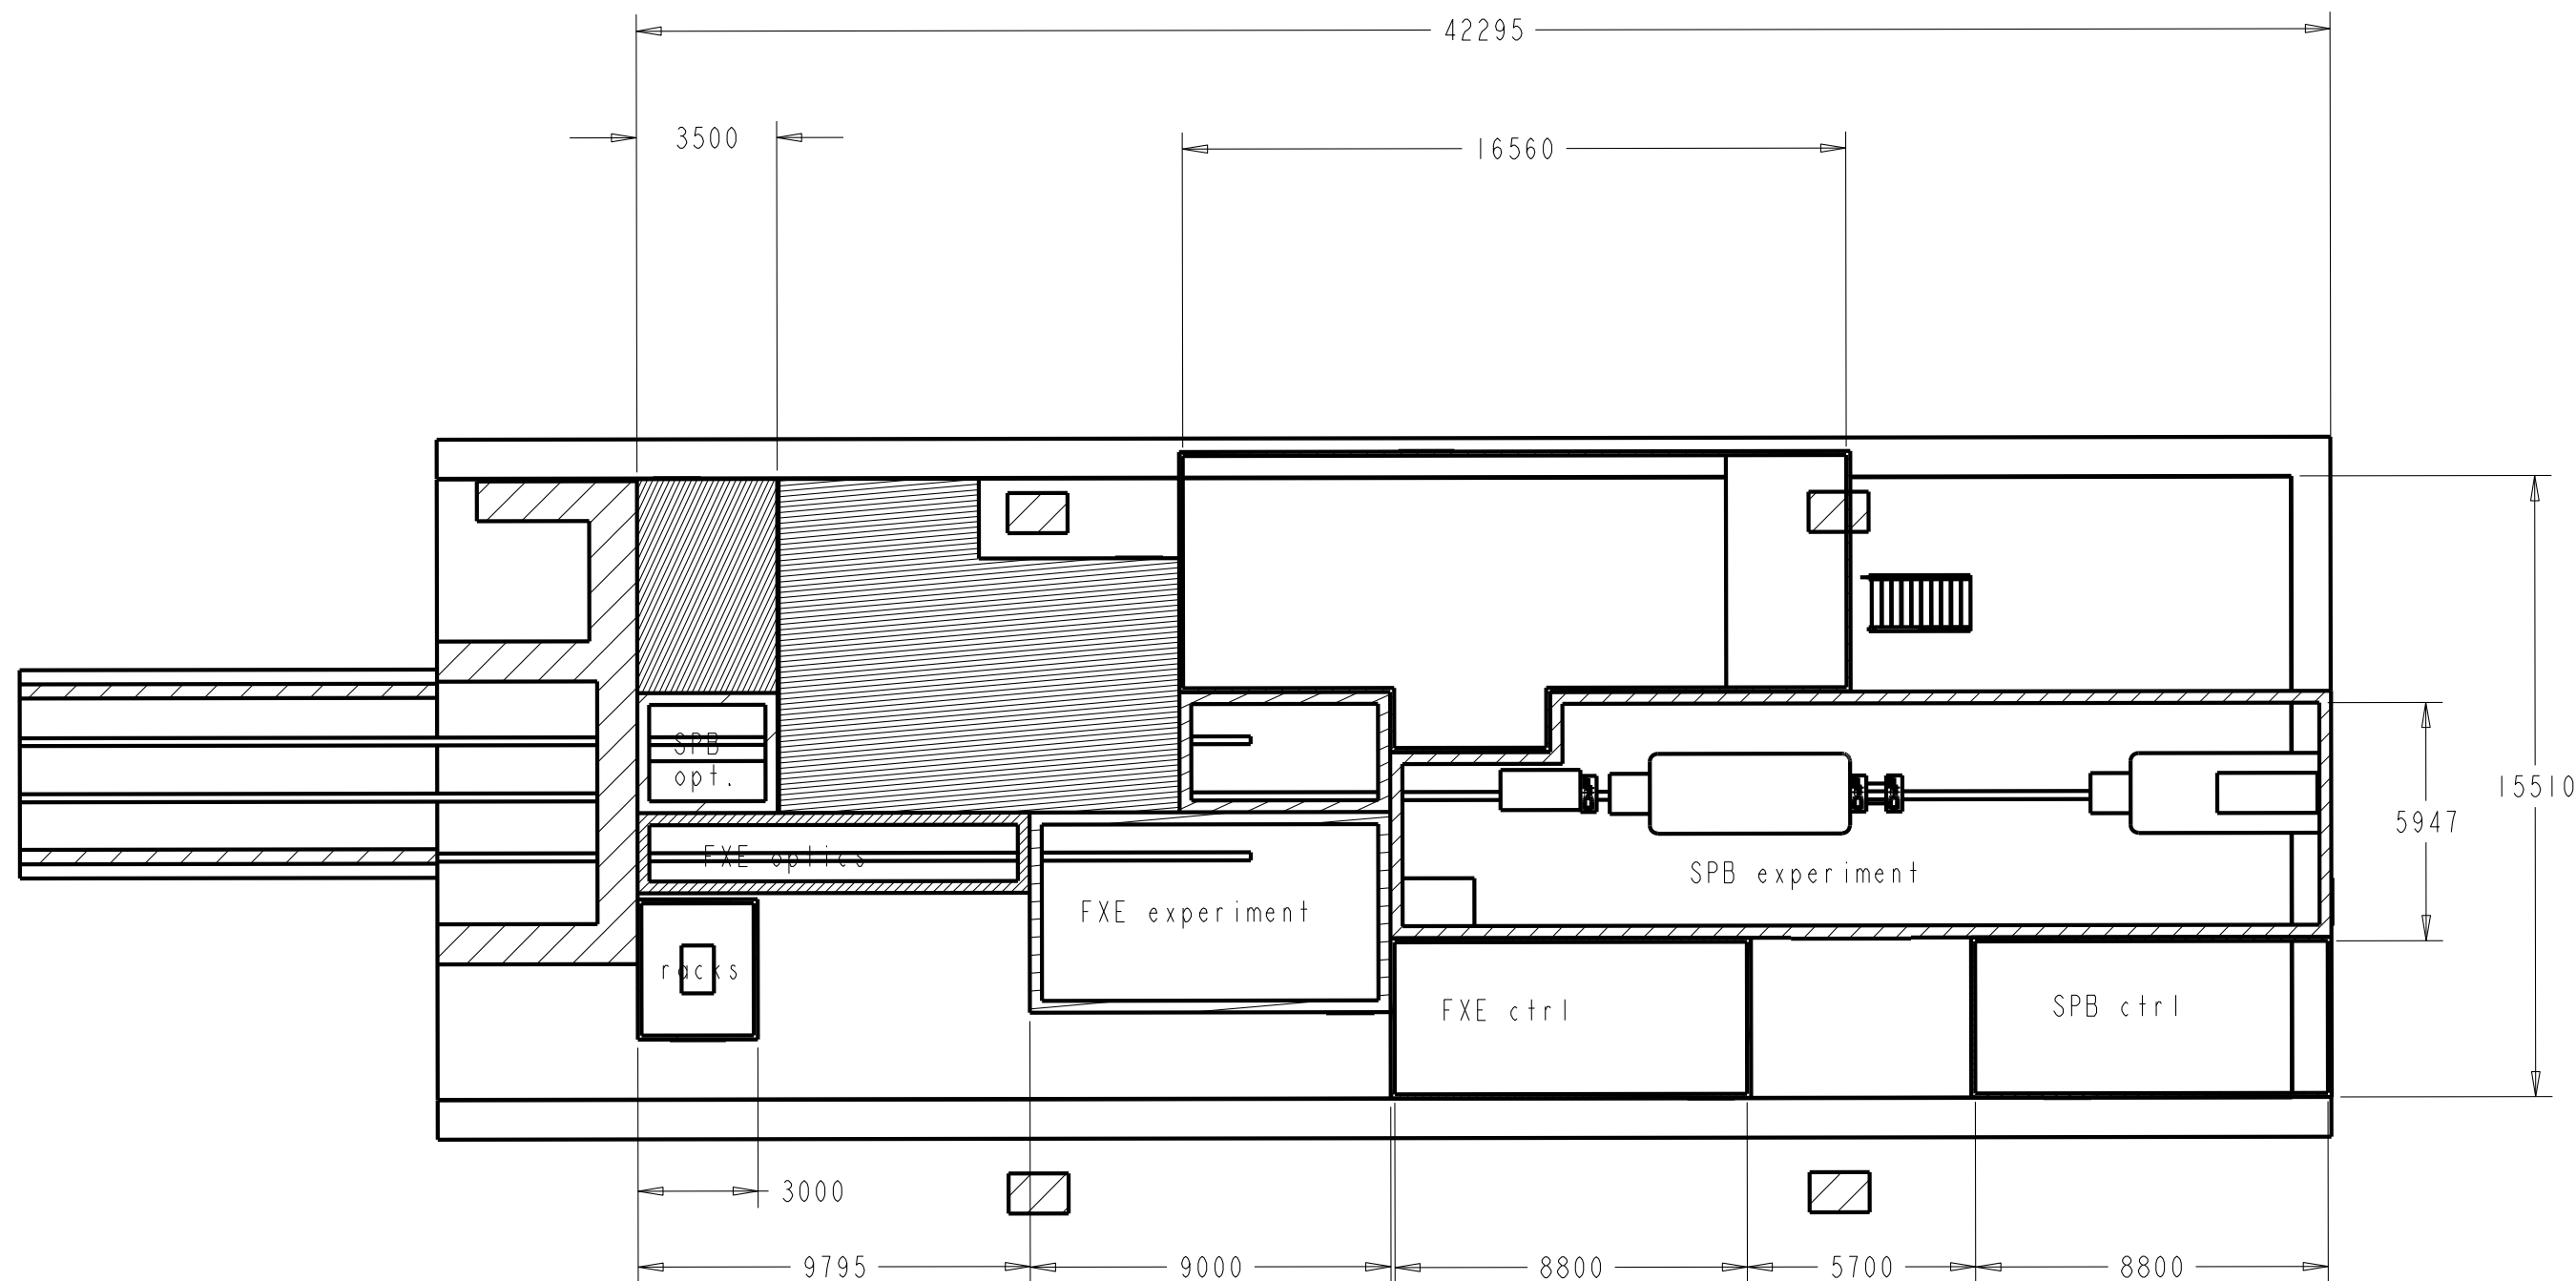 42295
3500
16560
SPB
opt.
15510
5947
FXE optics
SPB experiment
FXE experiment
racks
FXE ctrl
SPB ctrl
3000
9795
9000
8800
5700
8800